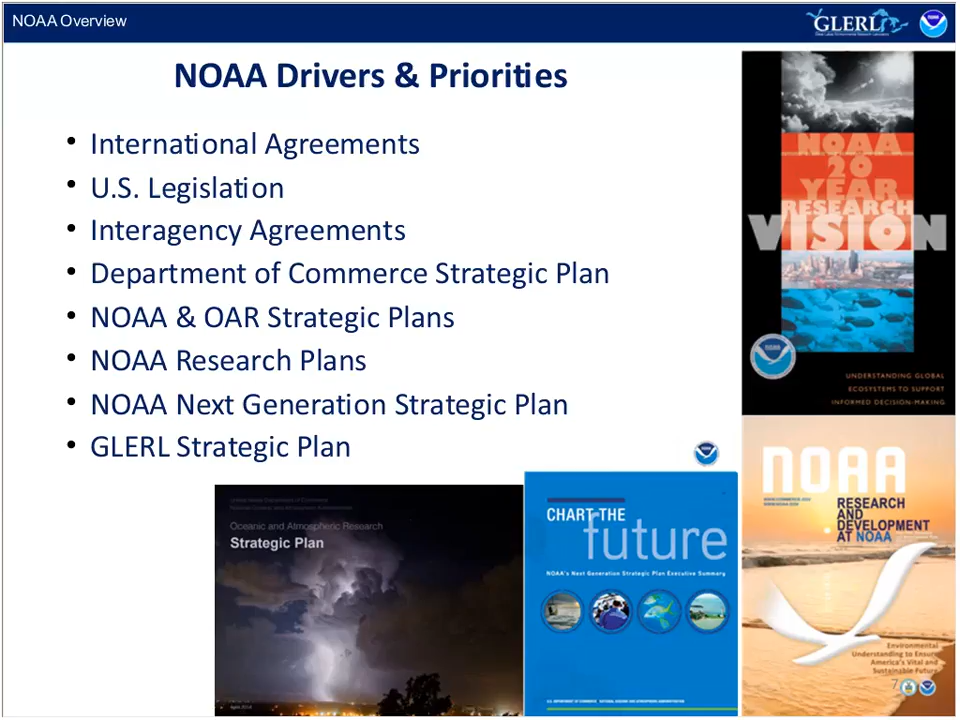 NOAA Overview
GLERL
NOAA Drivers & Priorities
• International Agreements
• U.S. Legislation
• Interagency Agreements
• Department of Commerce Strategic Plan
• NOAA & OAR Strategic Plans
• NOAA Research Plans
• NOAA Next Generation Strategic Plan
• GLERL Strategic Plan
NOAA
20
YEAR
RESEARCH
VISION
UNDERSTANDING GLOBAL
ECOSYSTEMS TO SUPPORT
INFORMED DECISION-MAKING
Oceanic and Atmospheric Research
Strategic Plan
CHART THE
future
NOAA's Next Generation Strategic Plan Executive Summary
NOAA
RESEARCH
AND
DEVELOPMENT
AT NOAA
Environmental
Understanding to Ensure
America's Vital and
Sustainable Future
7